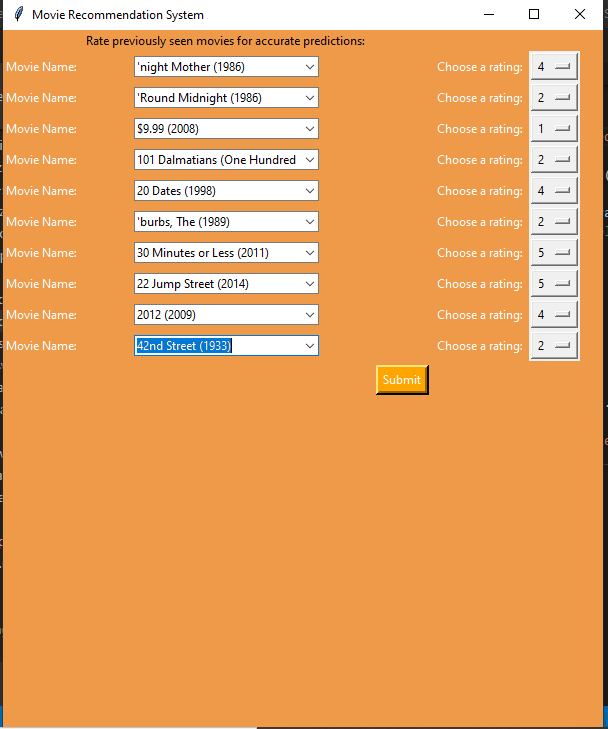 Movie Recommendation System
Rate previously seen movies for accurate predictions:
Movie Name: 'night Mother (1986) Choose a rating: 4
Movie Name: 'Round Midnight (1986) Choose a rating: 2
Movie Name: $9.99 (2008) Choose a rating: 1
Movie Name: 101 Dalmatians (One Hundred Choose a rating: 2
Movie Name: 20 Dates (1998) Choose a rating: 4
Movie Name: 'burbs, The (1989) Choose a rating: 2
Movie Name: 30 Minutes or Less (2011) Choose a rating: 5
Movie Name: 22 Jump Street (2014) Choose a rating: 5
Movie Name: 2012 (2009) Choose a rating: 4
Movie Name: 42nd Street (1933) Choose a rating: 2
Submit